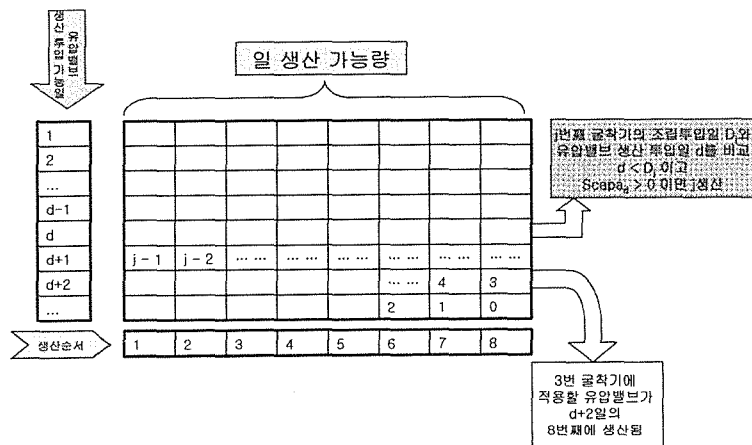 유압밸브
생산 투입 가능일
일 생산 가능량
1
2
...
d-1
d
d+1
d+2
...
j - 1 j - 2 ... ... ... ... ... ... ... ... ... ... ... ...
... ... 4 3
2 1 0
생산순서
1 2 3 4 5 6 7 8
j번째 굴착기의 조립투입일 Dj와
유압밸브 생산 투입일 d를 비교
d < Dj 이고
Scapad > 0 이면 j생산
3번 굴착기에
적용할 유압밸브가
d+2일의
8번째에 생산됨